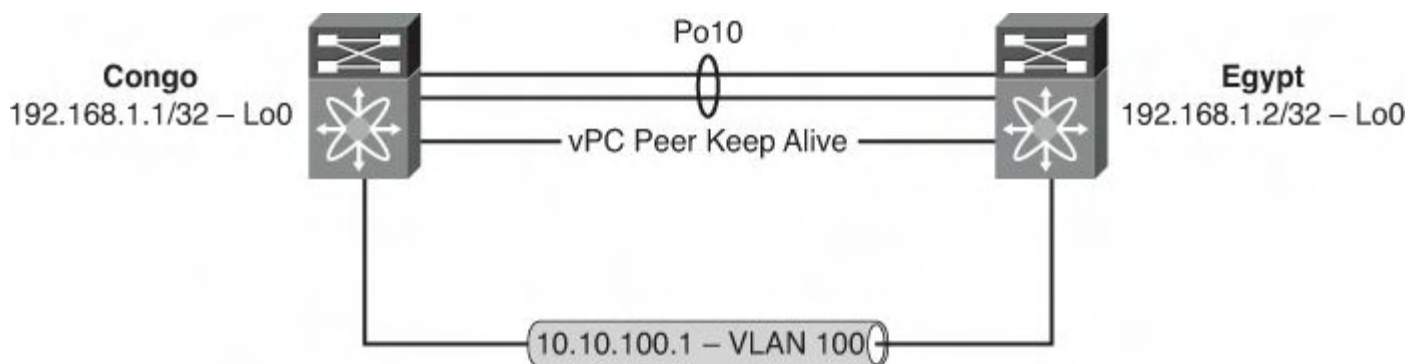 Po10
Congo
192.168.1.1/32 – Lo0
Egypt
192.168.1.2/32 – Lo0
vPC Peer Keep Alive
10.10.100.1 – VLAN 100